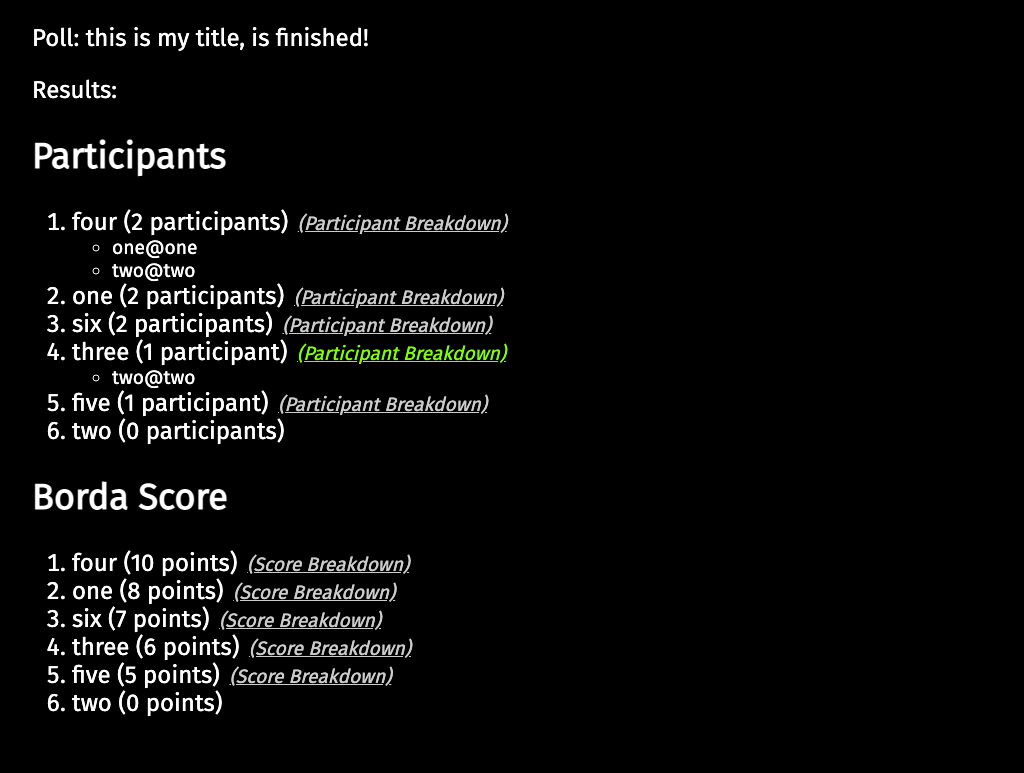 Poll: this is my title, is finished!
Results:
Participants
1. four (2 participants) (Participant Breakdown)
one@one
two@two
2. one (2 participants) (Participant Breakdown)
3. six (2 participants) (Participant Breakdown)
4. three (1 participant) (Participant Breakdown)
two@two
5. five (1 participant) (Participant Breakdown)
6. two (0 participants)
Borda Score
1. four (10 points) (Score Breakdown)
2. one (8 points) (Score Breakdown)
3. six (7 points) (Score Breakdown)
4. three (6 points) (Score Breakdown)
5. five (5 points) (Score Breakdown)
6. two (0 points)